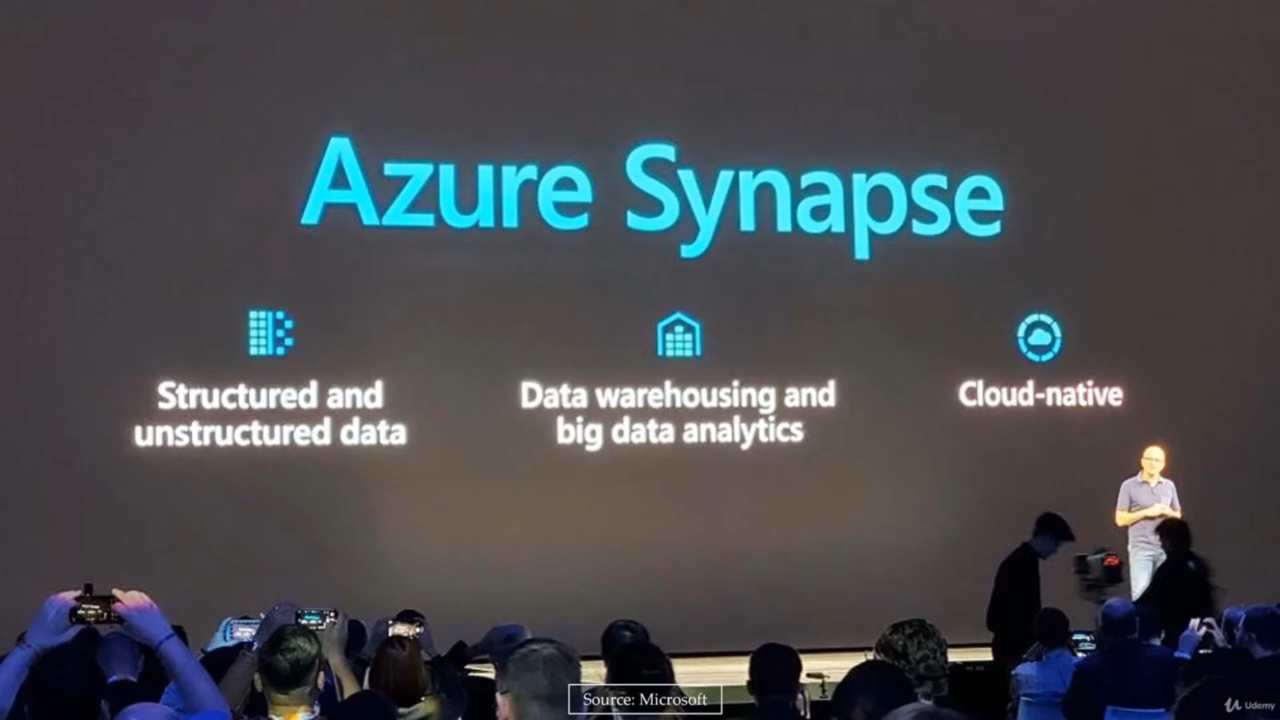 Azure Synapse
Structured and
unstructured data
Data warehousing and
big data analytics
Cloud-native
Source: Microsoft
Udemy